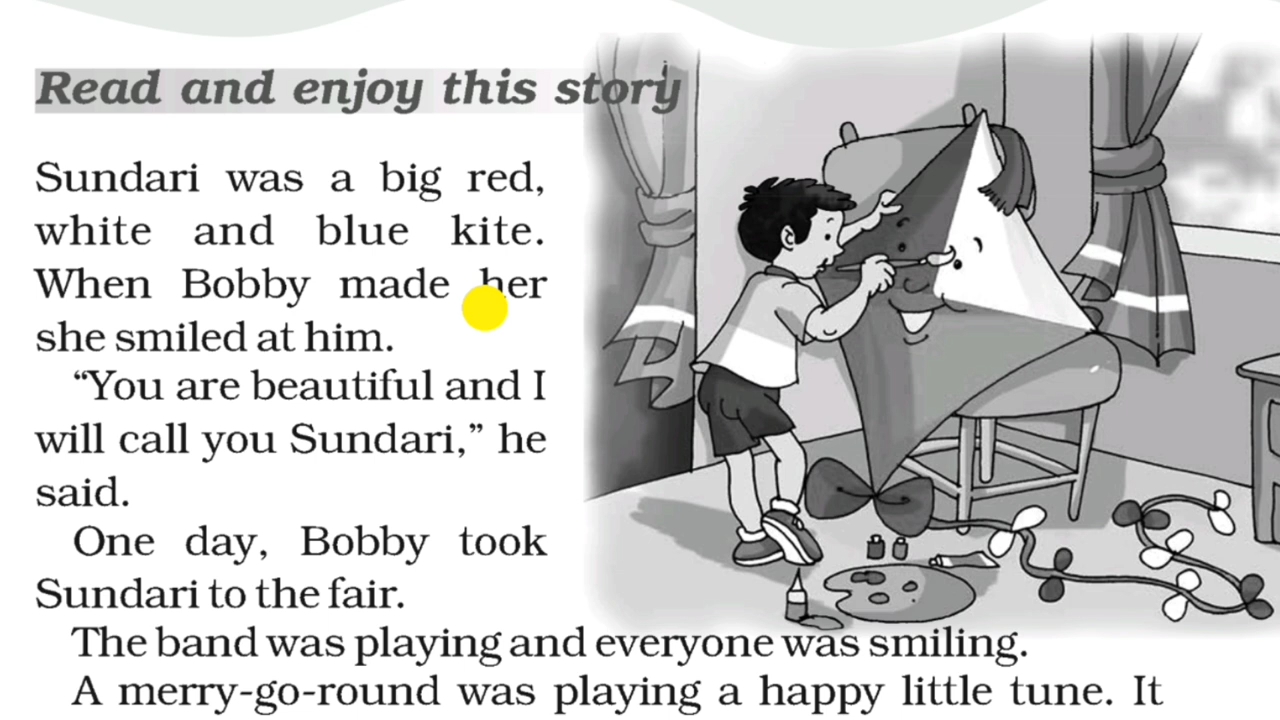 Read and enjoy this story
Sundari was a big red,
white and blue kite.
When Bobby made her
she smiled at him.
“You are beautiful and I
will call you Sundari,” he
said.
One day, Bobby took
Sundari to the fair.
The band was playing and everyone was smiling.
A merry-go-round was playing a happy little tune. It